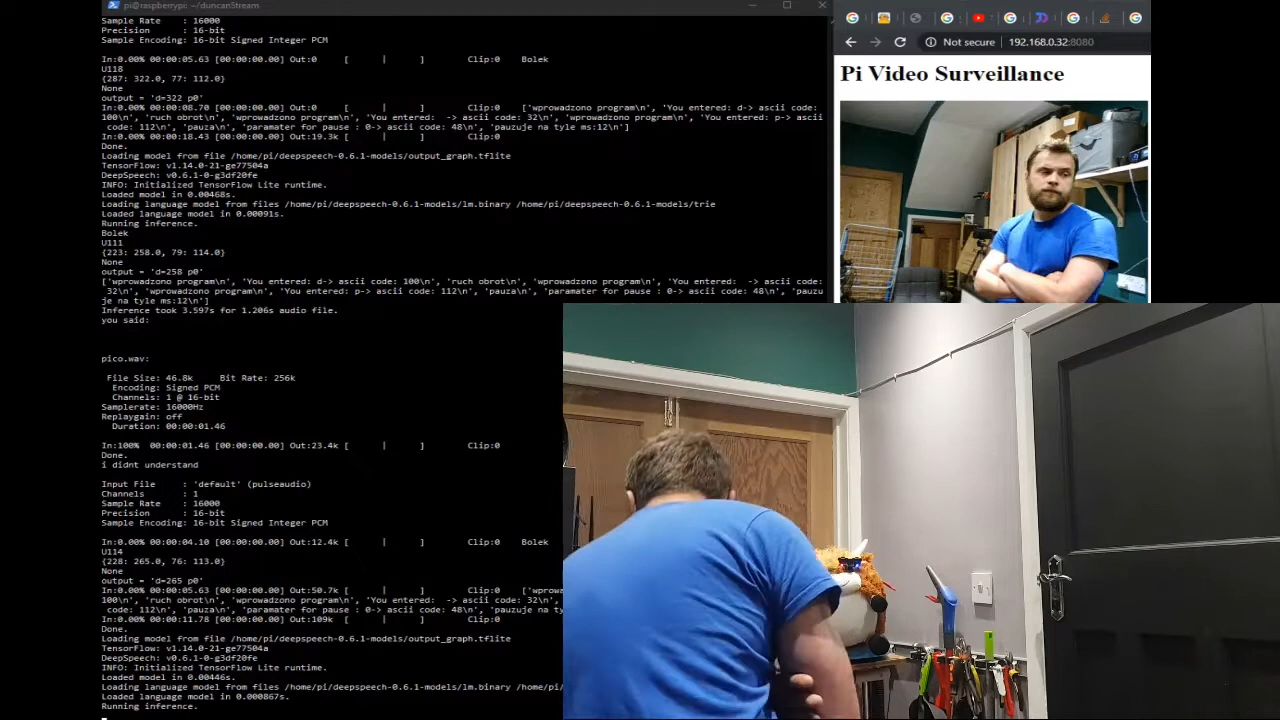 pi@raspberrypi: ~/duncanStream
Sample Rate    : 16000
Precision      : 16-bit
Sample Encoding: 16-bit Signed Integer PCM
In:0.00% 00:00:05.63 [00:00:00.00] Out:0     [      |      ]        Clip:0    Bolek
U118
{287: 322.0, 77: 112.0}
None
output = 'd=322 p0'
In:0.00% 00:00:08.70 [00:00:00.00] Out:0     [      |      ]        Clip:0    ['wprowadzono program\n', 'You entered: d-> ascii code:
100\n', 'ruch obrot\n', 'wprowadzono program\n', 'You entered:  -> ascii code: 32\n', 'wprowadzono program\n', 'You entered: p-> ascii
code: 112\n', 'pauza\n', 'paramater for pause : 0-> ascii code: 48\n', 'pauzuje na tyle ms:12\n']
In:0.00% 00:00:18.43 [00:00:00.00] Out:19.3k [      |      ]        Clip:0
Done.
Loading model from file /home/pi/deepspeech-0.6.1-models/output_graph.tflite
TensorFlow: v1.14.0-21-ge77504a
DeepSpeech: v0.6.1-0-g3df20fe
INFO: Initialized TensorFlow Lite runtime.
Loaded model in 0.00468s.
Loading language model from files /home/pi/deepspeech-0.6.1-models/lm.binary /home/pi/deepspeech-0.6.1-models/trie
Loaded language model in 0.00091s.
Running inference.
Bolek
U111
{223: 258.0, 79: 114.0}
None
output = 'd=258 p0'
['wprowadzono program\n', 'You entered: d-> ascii code: 100\n', 'ruch obrot\n', 'wprowadzono program\n', 'You entered:  -> ascii code:
32\n', 'wprowadzono program\n', 'You entered: p-> ascii code: 112\n', 'pauza\n', 'paramater for pause : 0-> ascii code: 48\n', 'pauzu
je na tyle ms:12\n']
Inference took 3.597s for 1.206s audio file.
you said:
pico.wav:
File Size: 46.8k     Bit Rate: 256k
Encoding: Signed PCM
Channels: 1 @ 16-bit
Samplerate: 16000Hz
Replaygain: off
Duration: 00:00:01.46
In:100%  00:00:01.46 [00:00:00.00] Out:23.4k [      |      ]        Clip:0
Done.
i didnt understand
Input File     : 'default' (pulseaudio)
Channels       : 1
Sample Rate    : 16000
Precision      : 16-bit
Sample Encoding: 16-bit Signed Integer PCM
In:0.00% 00:00:04.10 [00:00:00.00] Out:12.4k [      |      ]        Clip:0    Bolek
U114
{228: 265.0, 76: 113.0}
None
output = 'd=265 p0'
In:0.00% 00:00:05.63 [00:00:00.00] Out:50.7k [      |      ]        Clip:0    ['wp
100\n', 'ruch obrot\n', 'wprowadzono program\n', 'You entered:  -> ascii code: 32\n',
code: 112\n', 'pauza\n', 'paramater for pause : 0-> ascii code: 48\n', 'pauzuje na ty
In:0.00% 00:00:11.78 [00:00:00.00] Out:109k  [      |      ]        Clip:0
Done.
Loading model from file /home/pi/deepspeech-0.6.1-models/output_graph.tflite
TensorFlow: v1.14.0-21-ge77504a
DeepSpeech: v0.6.1-0-g3df20fe
INFO: Initialized TensorFlow Lite runtime.
Loaded model in 0.00446s.
Loading language model from files /home/pi/deepspeech-0.6.1-models/lm.binary /home/pi/
Loaded language model in 0.000867s.
Running inference.
Not secure | 192.168.0.32:8080
Pi Video Surveillance